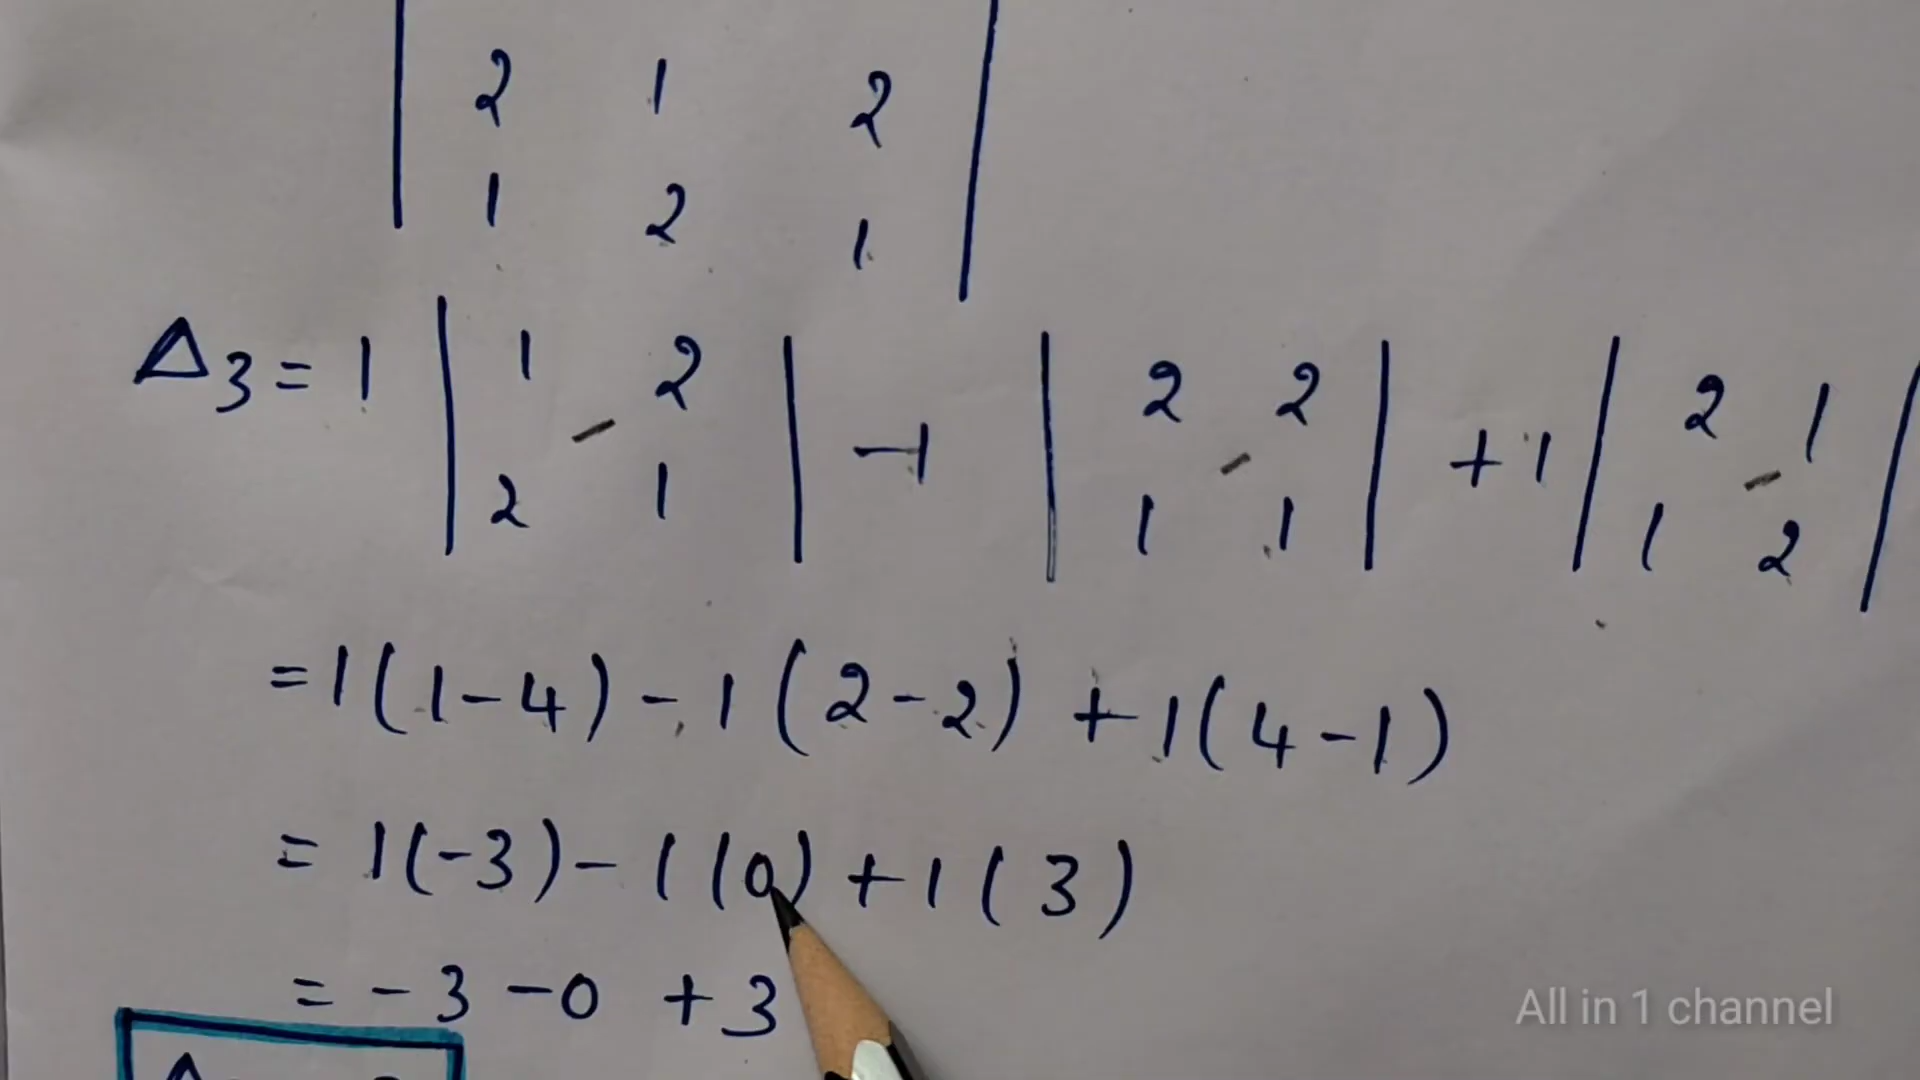 2 1 2
1 2 1
Δ3 = 1 | 1 2 | -1 | 2 2 | +1 | 2 1 |
2 1 1 1 1 2
= 1 ( 1 - 4 ) - 1 ( 2 - 2 ) + 1 ( 4 - 1 )
= 1 ( -3 ) - 1 ( 0 ) + 1 ( 3 )
= - 3 - 0 + 3
All in 1 channel